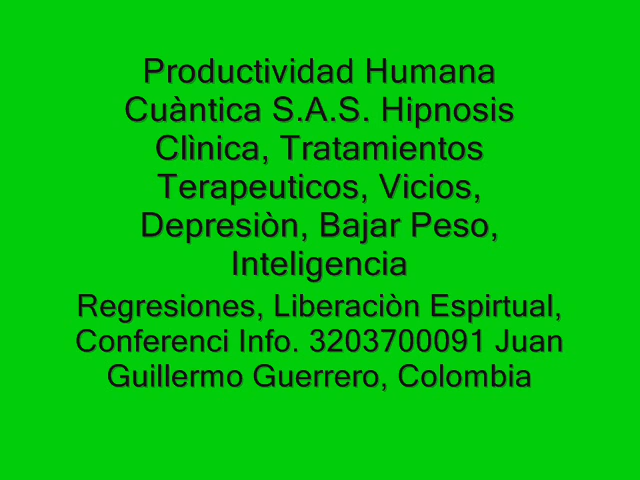 Productividad Humana
Cuàntica S.A.S. Hipnosis
Clìnica, Tratamientos
Terapeuticos, Vicios,
Depresiòn, Bajar Peso,
Inteligencia
Regresiones, Liberaciòn Espirtual,
Conferenci Info. 3203700091 Juan
Guillermo Guerrero, Colombia